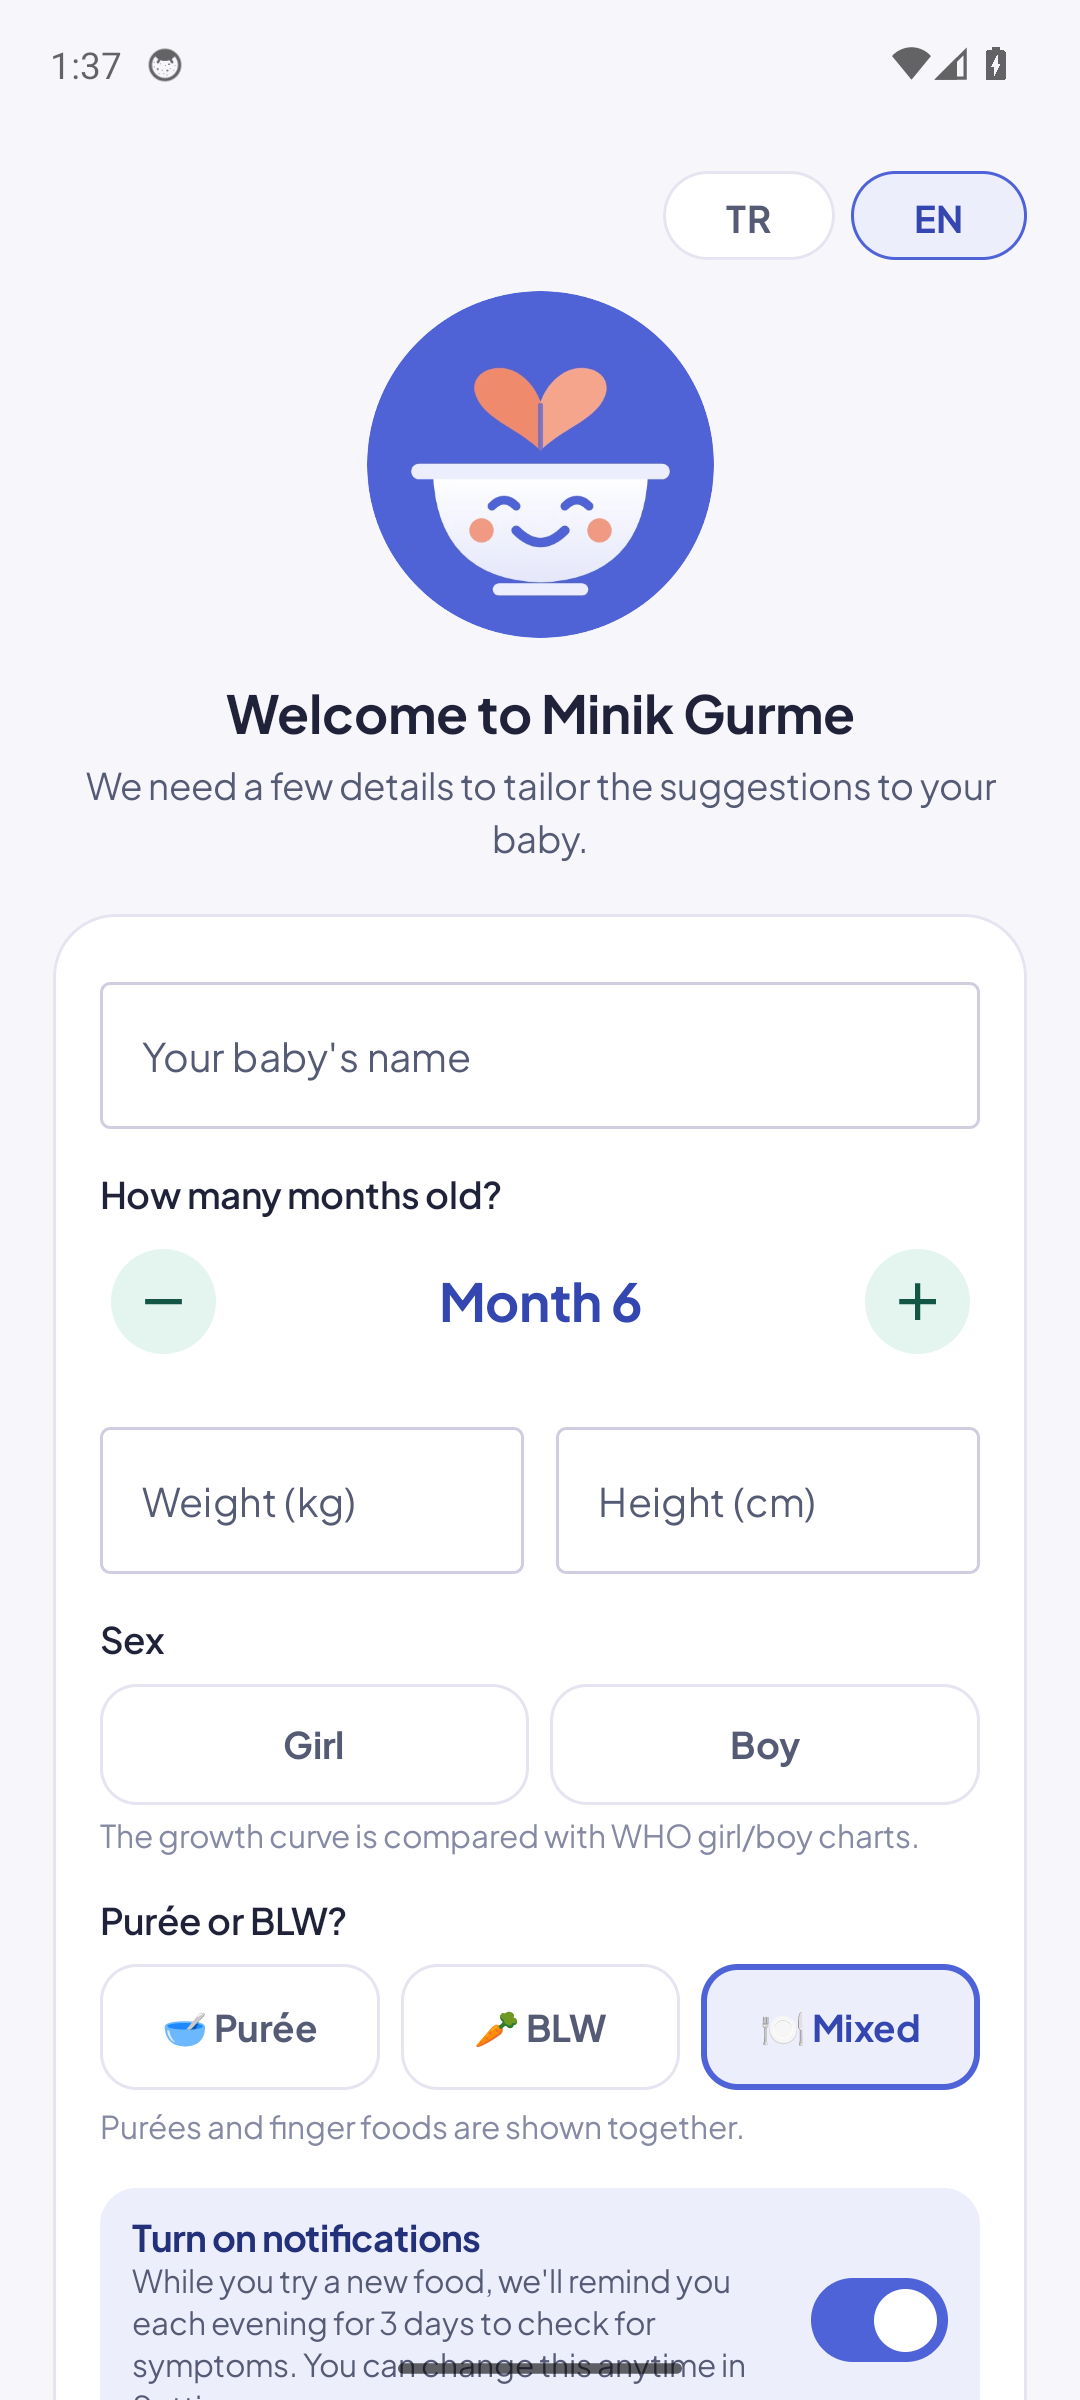 1:37
TR
EN
Welcome to Minik Gurme
We need a few details to tailor the suggestions to your
baby.
Your baby's name
How many months old?
Month 6
Weight (kg)
Height (cm)
Sex
Girl
Boy
The growth curve is compared with WHO girl/boy charts.
Purée or BLW?
Purée
BLW
Mixed
Purées and finger foods are shown together.
Turn on notifications
While you try a new food, we'll remind you
each evening for 3 days to check for
symptoms. You can change this anytime in